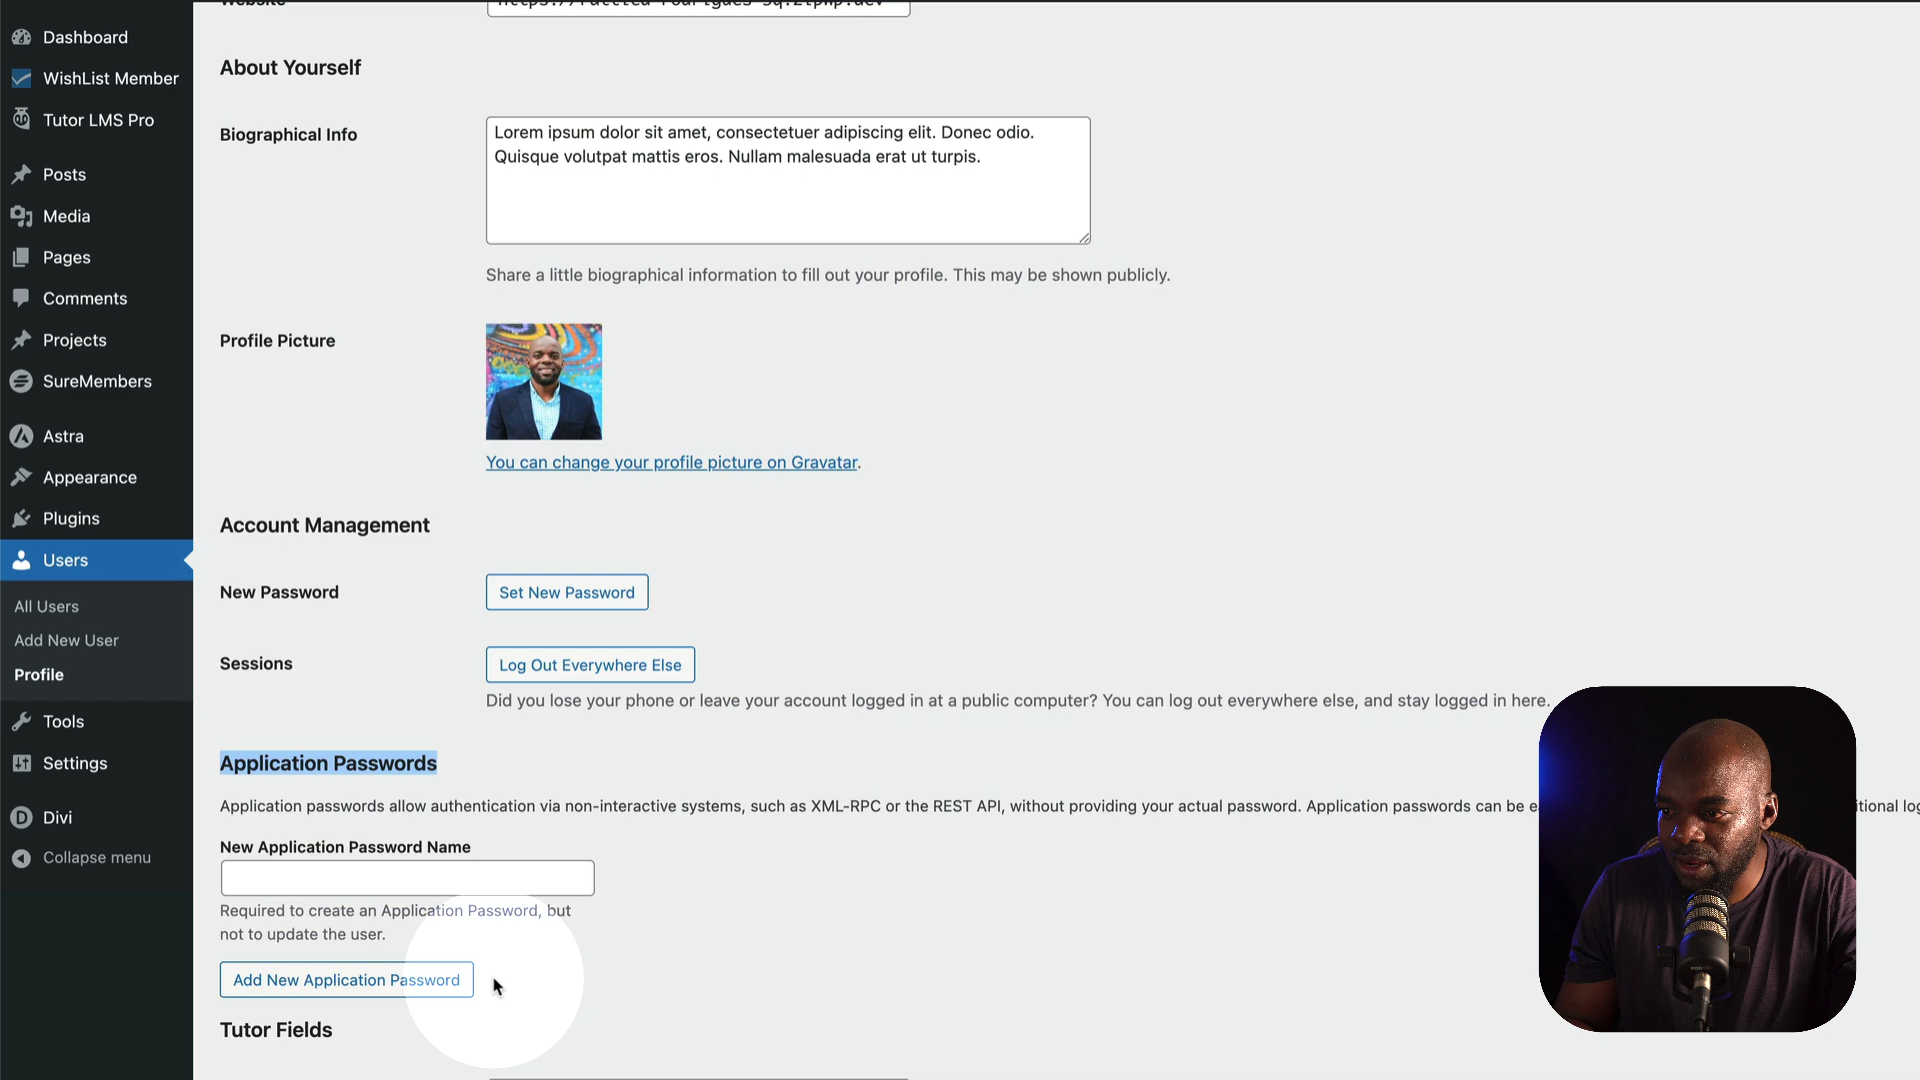 Website
Dashboard
WishList Member
Tutor LMS Pro
Posts
Media
Pages
Comments
Projects
SureMembers
Astra
Appearance
Plugins
Users
All Users
Add New User
Profile
Tools
Settings
Divi
Collapse menu
About Yourself
Biographical Info
Lorem ipsum dolor sit amet, consectetuer adipiscing elit. Donec odio.
Quisque volutpat mattis eros. Nullam malesuada erat ut turpis.
Share a little biographical information to fill out your profile. This may be shown publicly.
Profile Picture
You can change your profile picture on Gravatar.
Account Management
New Password
Set New Password
Sessions
Log Out Everywhere Else
Did you lose your phone or leave your account logged in at a public computer? You can log out everywhere else, and stay logged in here.
Application Passwords
Application passwords allow authentication via non-interactive systems, such as XML-RPC or the REST API, without providing your actual password. Application passwords can be
New Application Password Name
Required to create an Application Password, but
not to update the user.
Add New Application Password
Tutor Fields